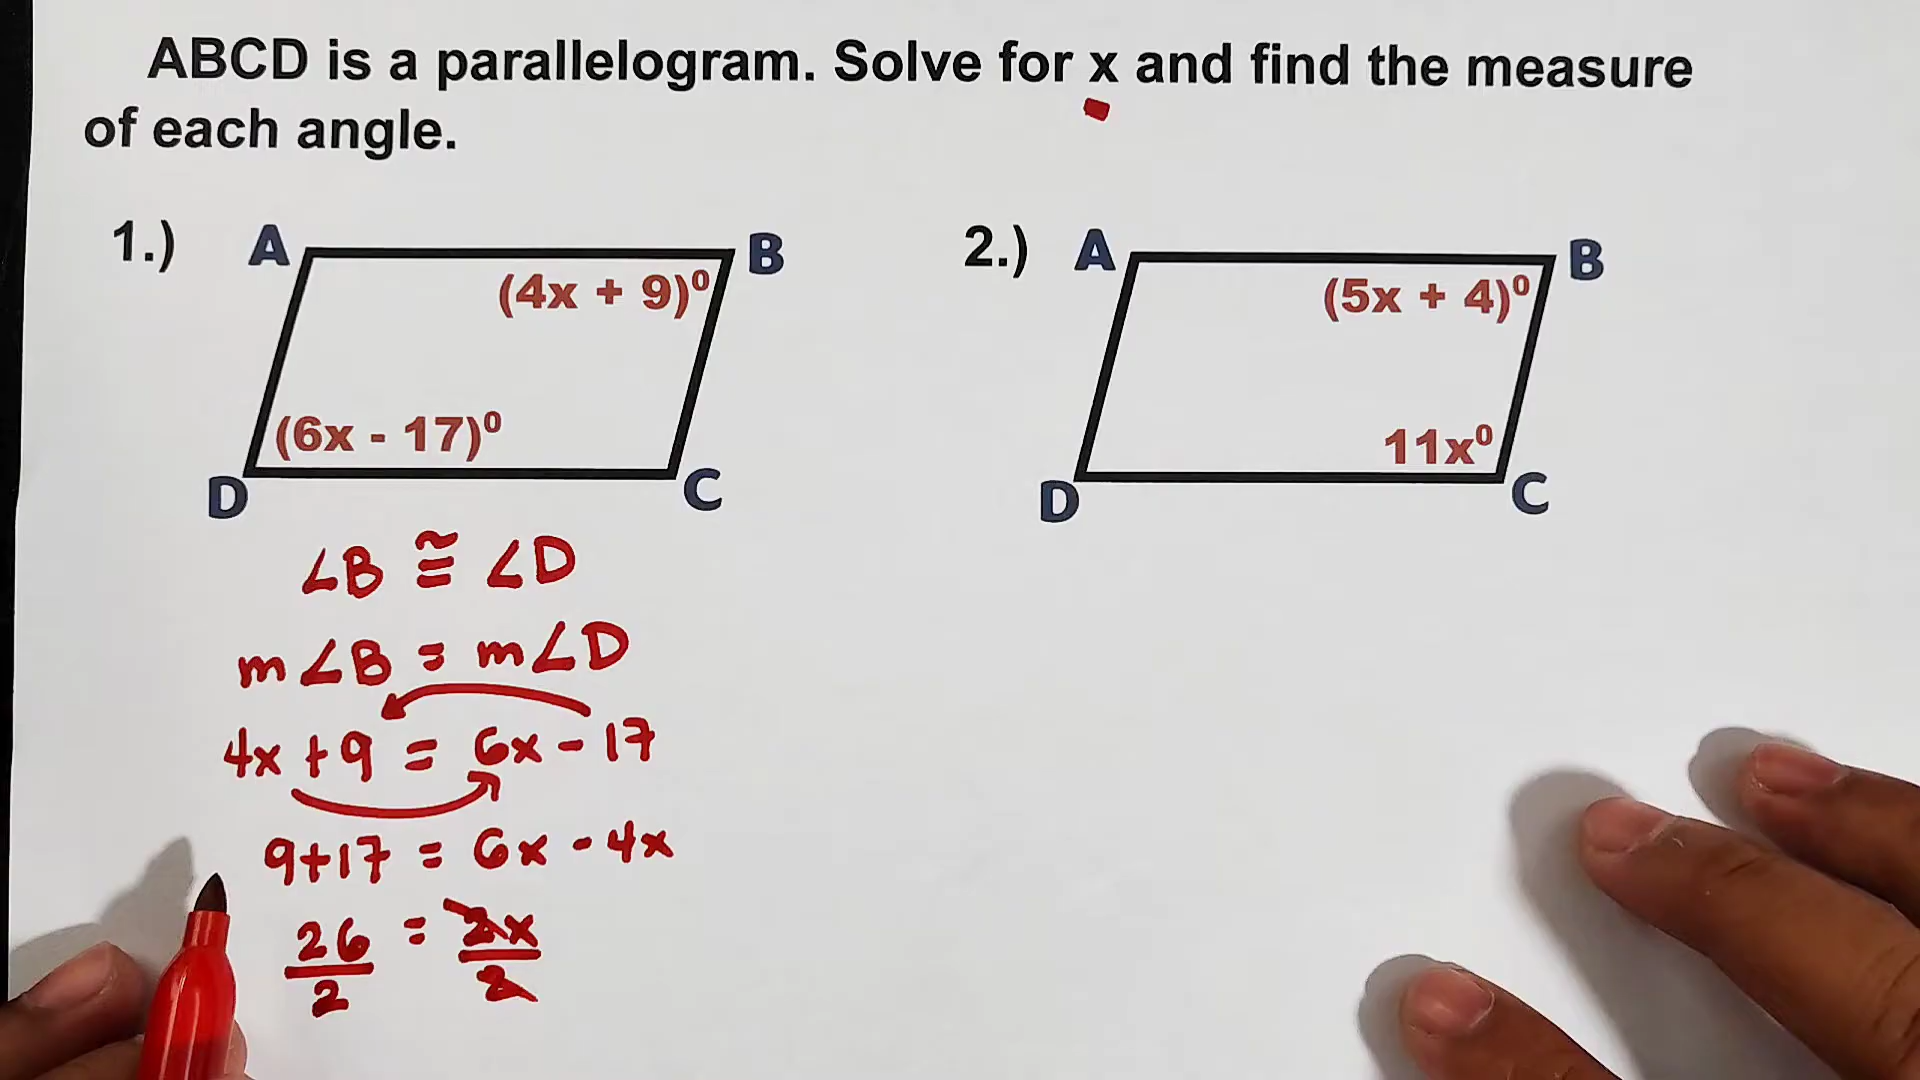 ABCD is a parallelogram. Solve for x and find the measure
of each angle.
1.) A B
(4x + 9)⁰
(6x - 17)⁰
D C
∠B ≅ ∠D
m∠B = m∠D
4x + 9 = 6x - 17
9+17 = 6x - 4x
26/2 = 2x/2
2.) A B
(5x + 4)⁰
11x⁰
D C